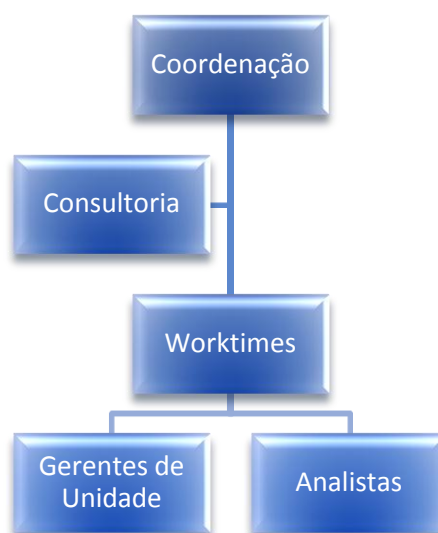 Coordenação
Consultoria
Worktimes
Gerentes de
Unidade
Analistas